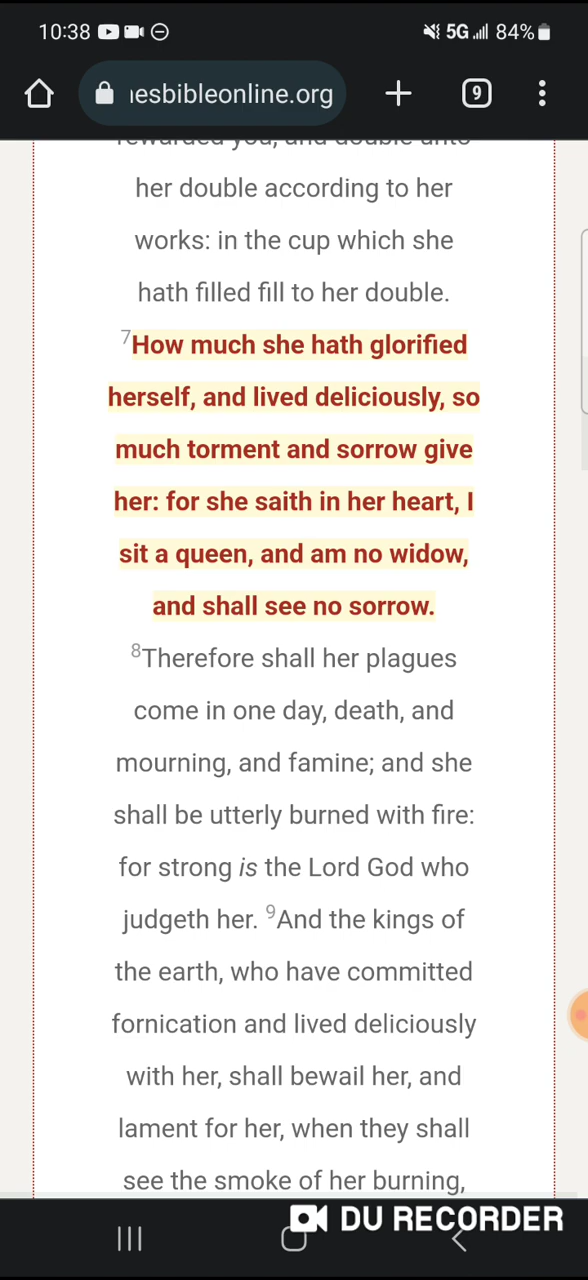 10:38
5G 84%
nesbibleonline.org
9
rewarded you, and double unto
her double according to her
works: in the cup which she
hath filled fill to her double.
7How much she hath glorified
herself, and lived deliciously, so
much torment and sorrow give
her: for she saith in her heart, I
sit a queen, and am no widow,
and shall see no sorrow.
8Therefore shall her plagues
come in one day, death, and
mourning, and famine; and she
shall be utterly burned with fire:
for strong is the Lord God who
judgeth her. 9And the kings of
the earth, who have committed
fornication and lived deliciously
with her, shall bewail her, and
lament for her, when they shall
see the smoke of her burning,
DU RECORDER